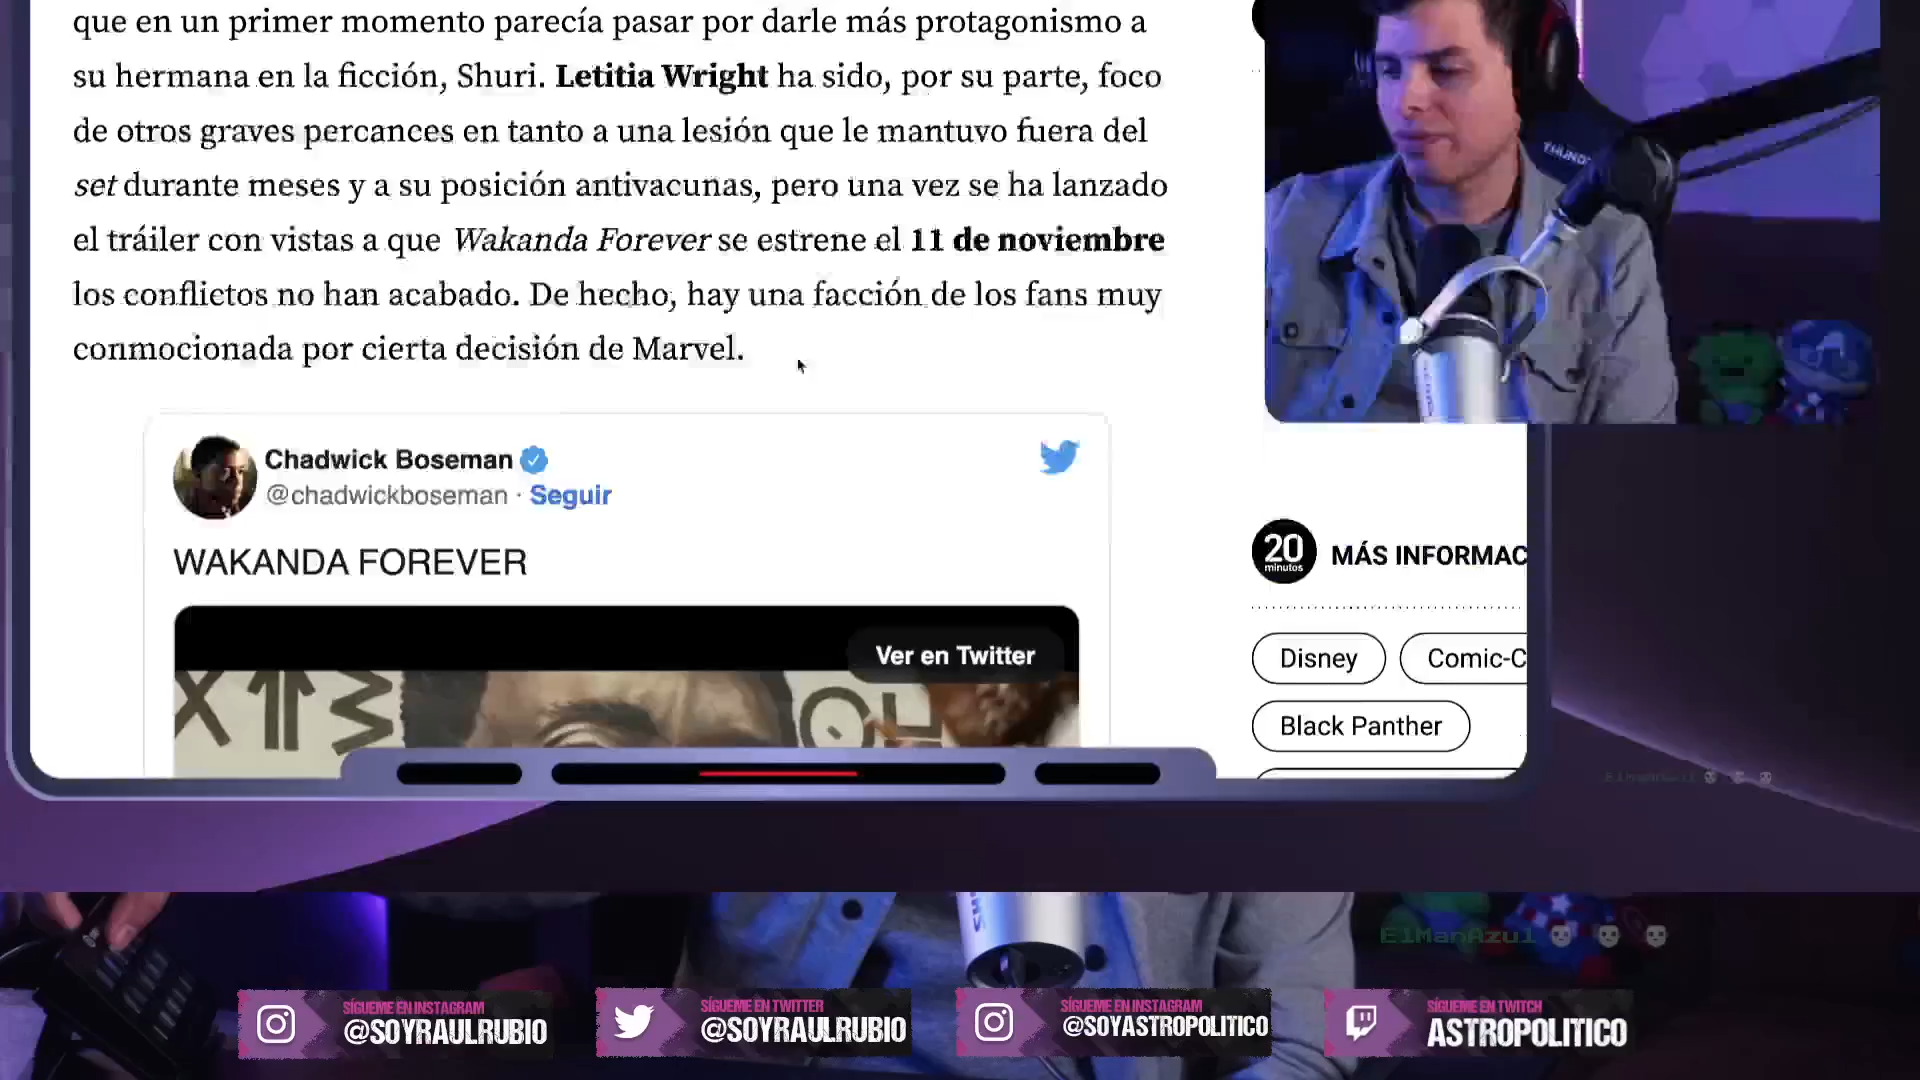 que en un primer momento parecía pasar por darle más protagonismo a
su hermana en la ficción, Shuri. Letitia Wright ha sido, por su parte, foco
de otros graves percances en tanto a una lesión que le mantuvo fuera del
set durante meses y a su posición antivacunas, pero una vez se ha lanzado
el tráiler con vistas a que Wakanda Forever se estrene el 11 de noviembre
los conflictos no han acabado. De hecho, hay una facción de los fans muy
conmocionada por cierta decisión de Marvel.
Chadwick Boseman
@chadwickboseman · Seguir
WAKANDA FOREVER
Ver en Twitter
20
minutos
MÁS INFORMAC
Disney
Comic-C
Black Panther
ElManAzul
SÍGUEME EN INSTAGRAM
@SOYRAULRUBIO
SÍGUEME EN TWITTER
@SOYRAULRUBIO
SÍGUEME EN INSTAGRAM
@SOYASTROPOLITICO
SÍGUEME EN TWITCH
ASTROPOLITICO